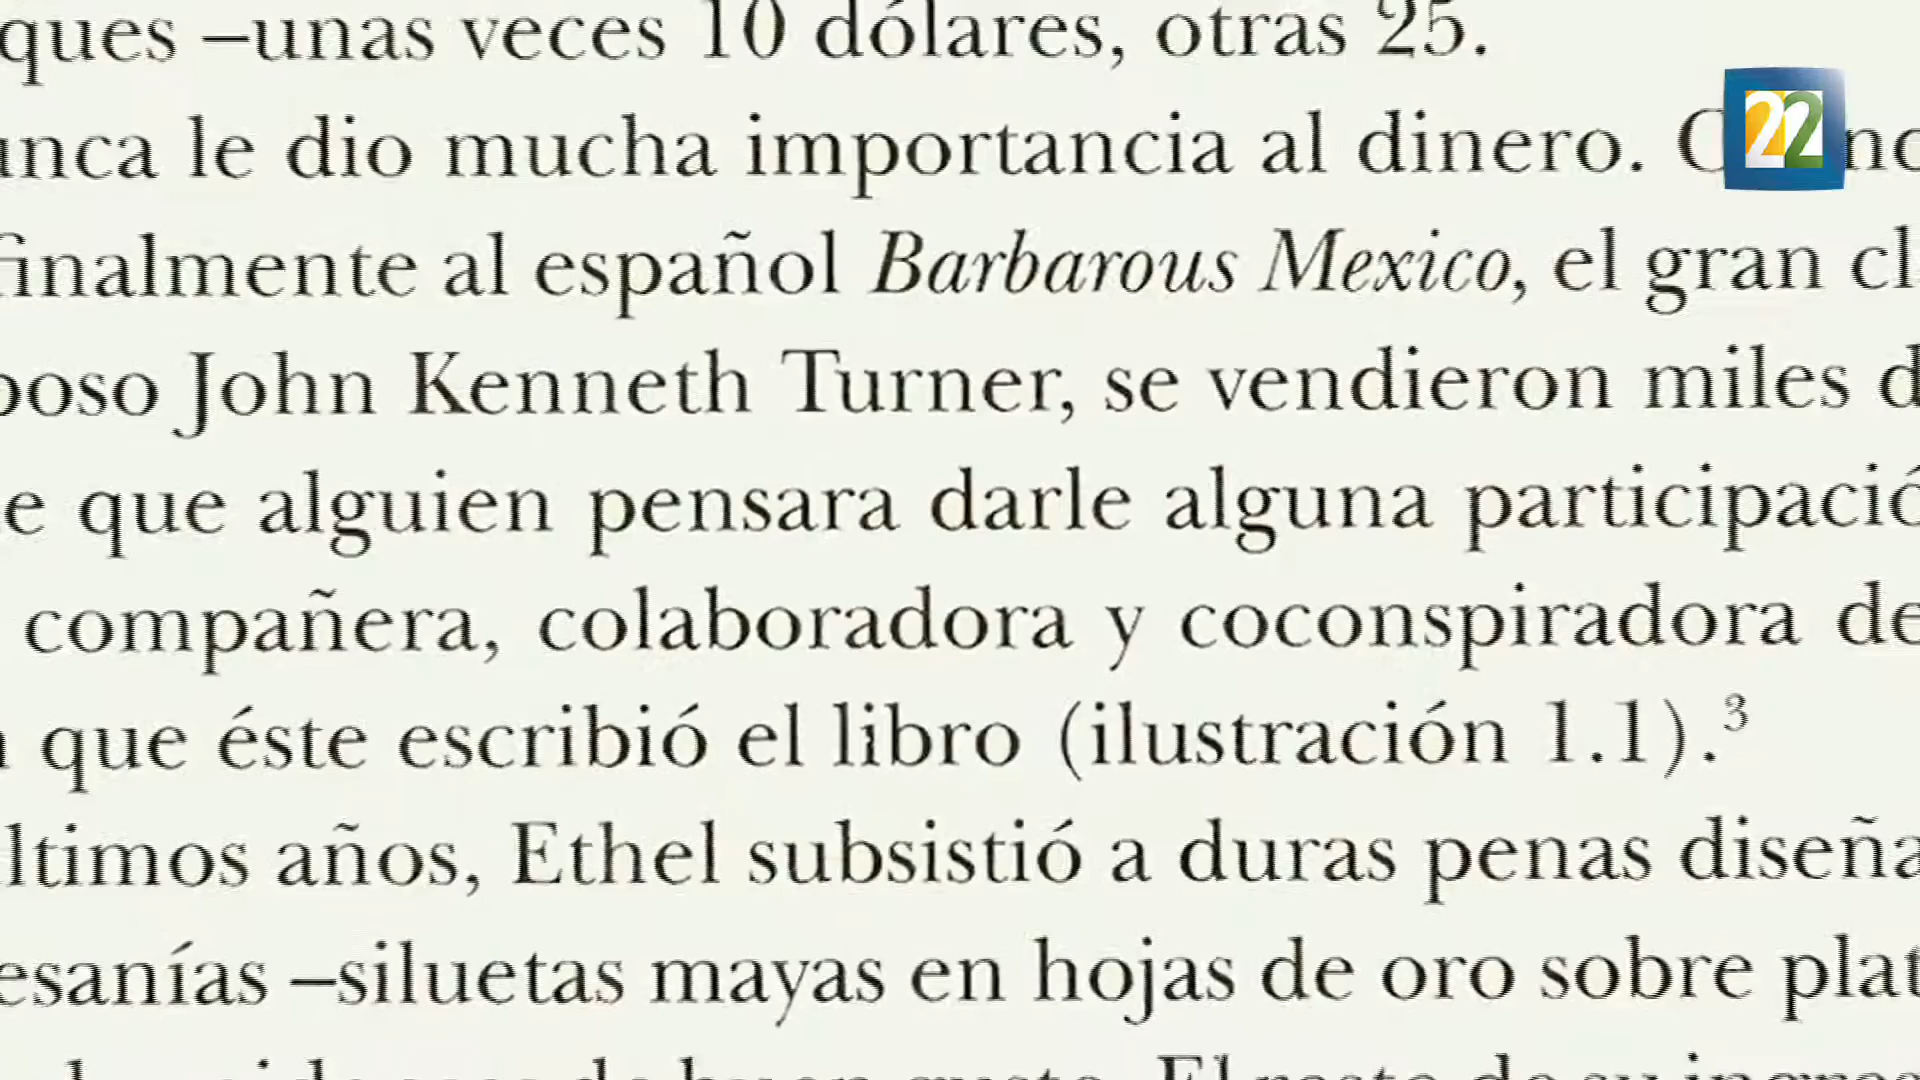 ques –unas veces 10 dólares, otras 25.
unca le dio mucha importancia al dinero.
22
finalmente al español Barbarous Mexico, el gran cl
poso John Kenneth Turner, se vendieron miles d
e que alguien pensara darle alguna participació
compañera, colaboradora y coconspiradora de
que éste escribió el libro (ilustración 1.1).³
ltimos años, Ethel subsistió a duras penas diseña
esanías –siluetas mayas en hojas de oro sobre plat